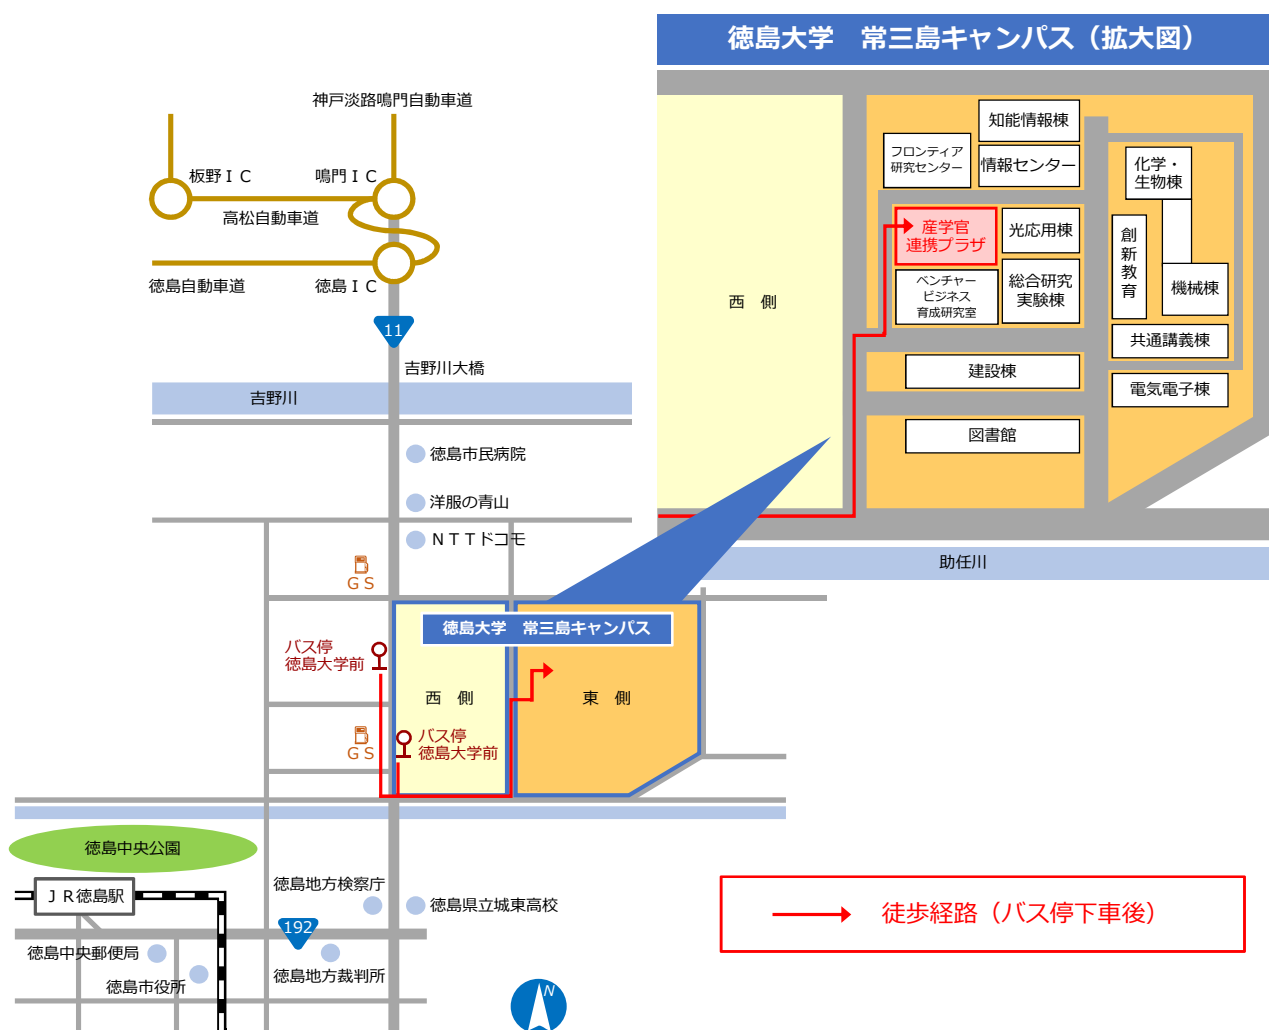 徳島大学　常三島キャンパス（拡大図）
神戸淡路鳴門自動車道
板野ＩＣ
鳴門ＩＣ
高松自動車道
徳島自動車道
徳島ＩＣ
11
吉野川大橋
吉野川
徳島市民病院
洋服の青山
ＮＴＴドコモ
ＧＳ
バス停
徳島大学前
徳島大学　常三島キャンパス
西　側
東　側
ＧＳ
バス停
徳島大学前
徳島中央公園
ＪＲ徳島駅
徳島地方検察庁
徳島県立城東高校
192
徳島中央郵便局
徳島市役所
徳島地方裁判所
N
知能情報棟
フロンティア
研究センター
情報センター
化学・
生物棟
産学官
連携プラザ
光応用棟
創
新
教
育
西　側
ベンチャー
ビジネス
育成研究室
総合研究
実験棟
機械棟
共通講義棟
建設棟
電気電子棟
図書館
助任川
徒歩経路（バス停下車後）